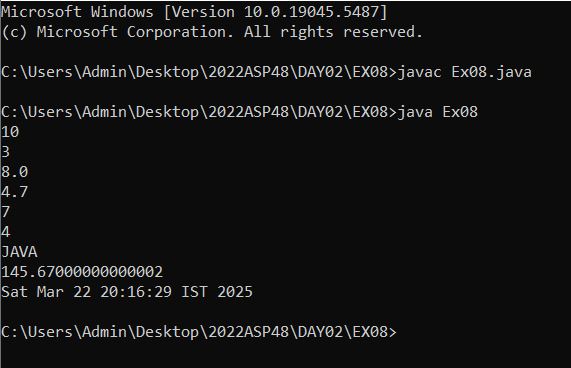 Microsoft Windows [Version 10.0.19045.5487]
(c) Microsoft Corporation. All rights reserved.
C:\Users\Admin\Desktop\2022ASP48\DAY02\EX08>javac Ex08.java
C:\Users\Admin\Desktop\2022ASP48\DAY02\EX08>java Ex08
10
3
8.0
4.7
7
4
JAVA
145.67000000000002
Sat Mar 22 20:16:29 IST 2025
C:\Users\Admin\Desktop\2022ASP48\DAY02\EX08>